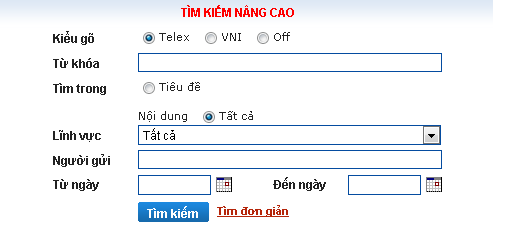 TÌM KIẾM NÂNG CAO
Kiểu gõ Telex VNI Off
Từ khóa
Tìm trong Tiêu đề
Nội dung Tất cả
Lĩnh vực Tất cả
Người gửi
Từ ngày Đến ngày
Tìm kiếm Tìm đơn giản